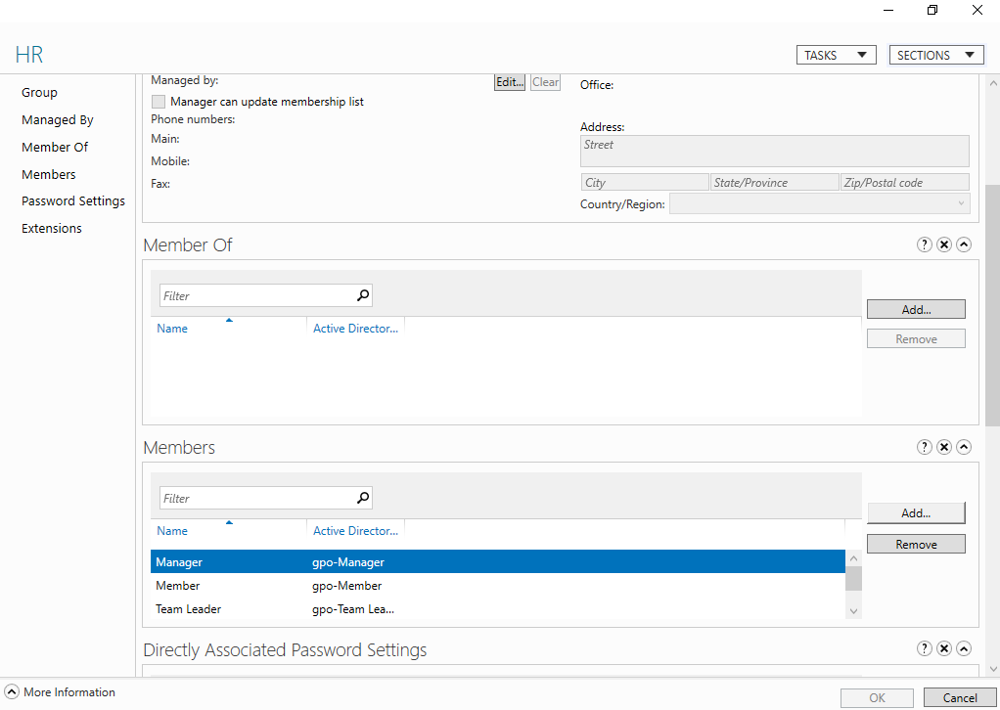 HR
TASKS
SECTIONS
Group
Managed By
Member Of
Members
Password Settings
Extensions
Managed by:
Edit...
Clear
Office:
Manager can update membership list
Phone numbers:
Main:
Mobile:
Fax:
Address:
Street
City
State/Province
Zip/Postal code
Country/Region:
Member Of
?
Filter
Name
Active Director...
Add...
Remove
Members
?
Filter
Name
Active Director...
Manager gpo-Manager
Member gpo-Member
Team Leader gpo-Team Lea...
Add...
Remove
Directly Associated Password Settings
?
More Information
OK
Cancel